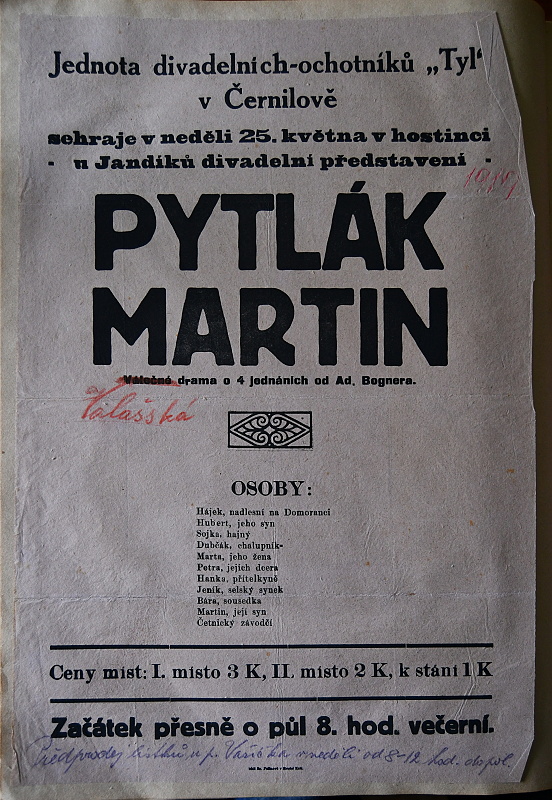 Jednota divadelních-ochotníků „Tyl“
v Černilově
sehraje v neděli 25. května v hostinci
- u Jandíků divadelní představení -
1919
PYTLÁK
MARTIN
Válečné drama o 4 jednáních od Ad. Bognera.
Valašská
OSOBY:
Hájek, nadlesní na Domoranci
Hubert, jeho syn
Sojka, hajný
Dubčák, chalupník
Marta, jeho žena
Petra, jejich dcera
Hanka, přítelkyně
Jeník, selský synek
Bára, sousedka
Martin, její syn
Četnický závodčí
Ceny míst: I. místo 3 K, II. místo 2 K, k stání 1 K
Začátek přesně o půl 8. hod. večerní.
Předprodej lístků u p. Vašátka v neděli od 8-12 hod. dopol.